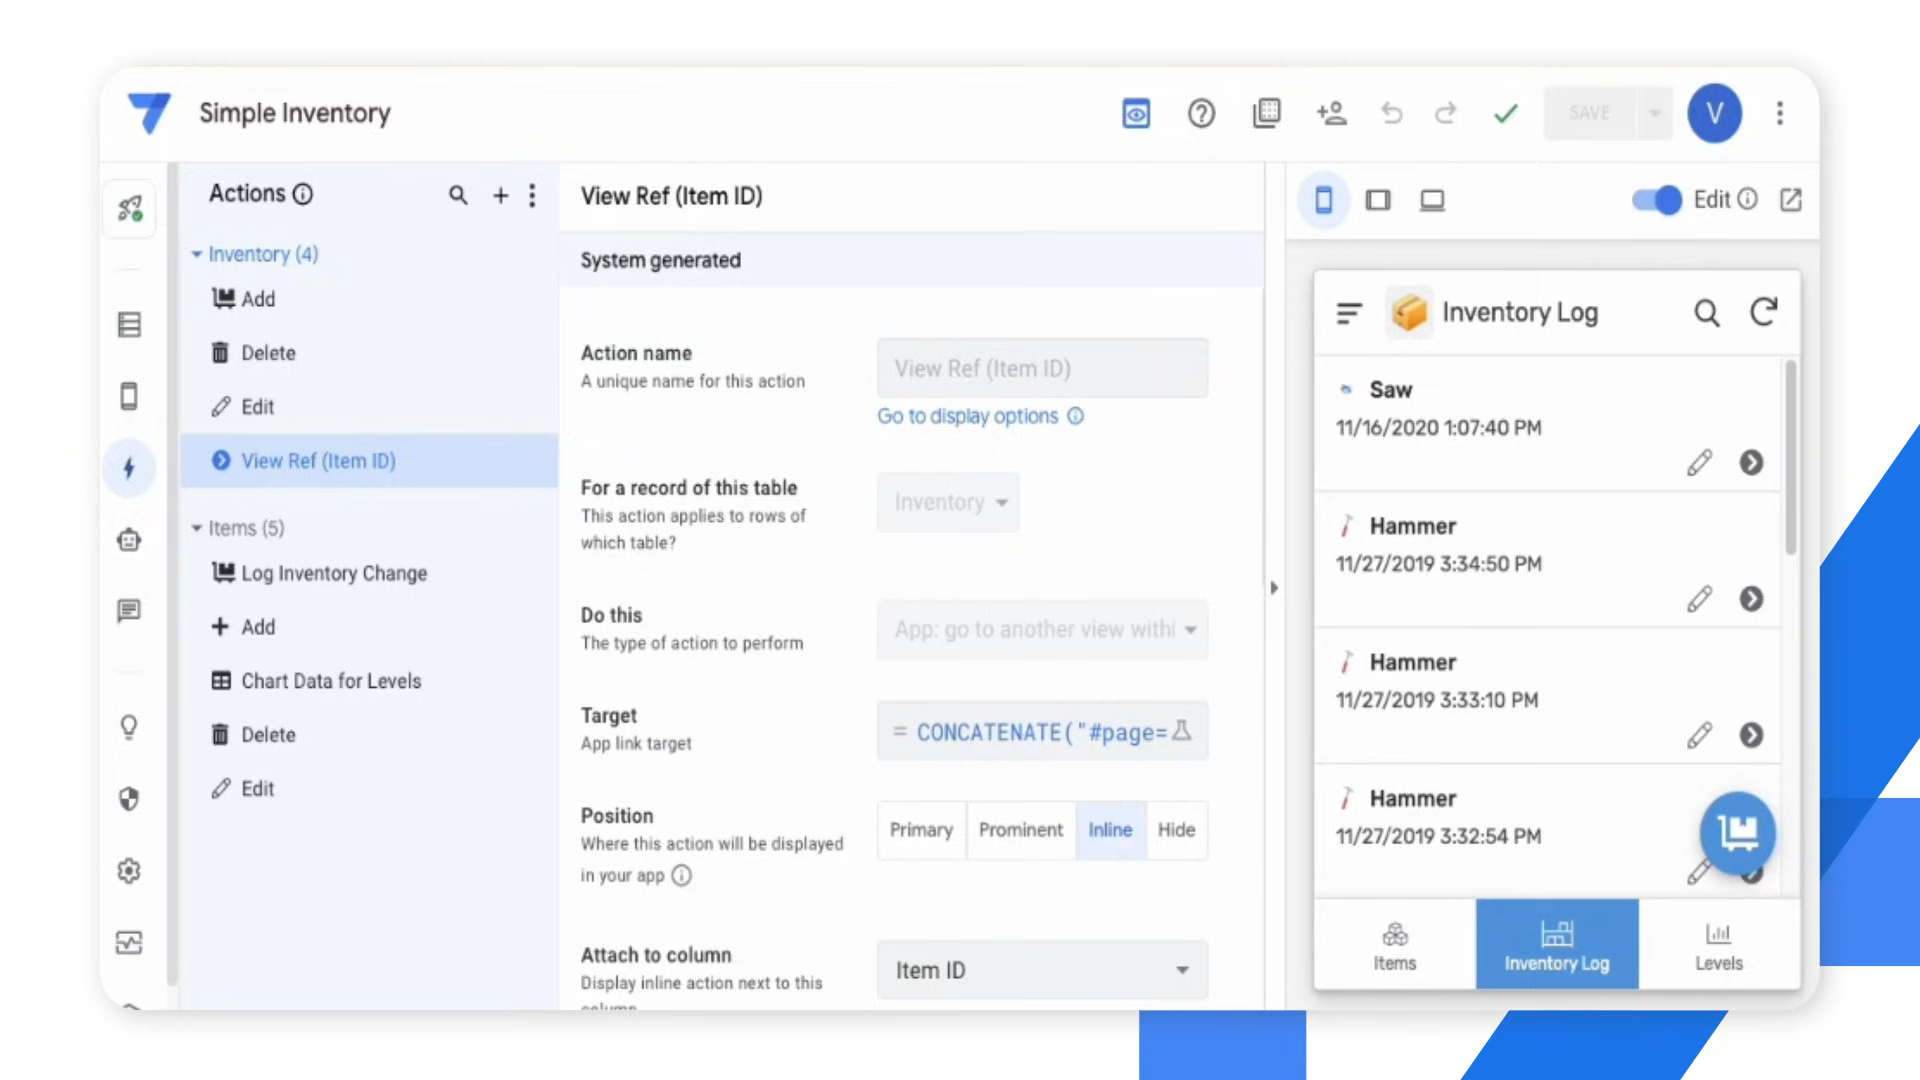 Simple Inventory
SAVE
V
Actions
Inventory (4)
Add
Delete
Edit
View Ref (Item ID)
Items (5)
Log Inventory Change
Add
Chart Data for Levels
Delete
Edit
View Ref (Item ID)
System generated
Action name
A unique name for this action
View Ref (Item ID)
Go to display options
For a record of this table
This action applies to rows of
which table?
Inventory
Do this
The type of action to perform
App: go to another view withi
Target
App link target
= CONCATENATE("#page=
Position
Where this action will be displayed
in your app
Primary
Prominent
Inline
Hide
Attach to column
Display inline action next to this
column
Item ID
Edit
Inventory Log
Saw
11/16/2020 1:07:40 PM
Hammer
11/27/2019 3:34:50 PM
Hammer
11/27/2019 3:33:10 PM
Hammer
11/27/2019 3:32:54 PM
Items
Inventory Log
Levels